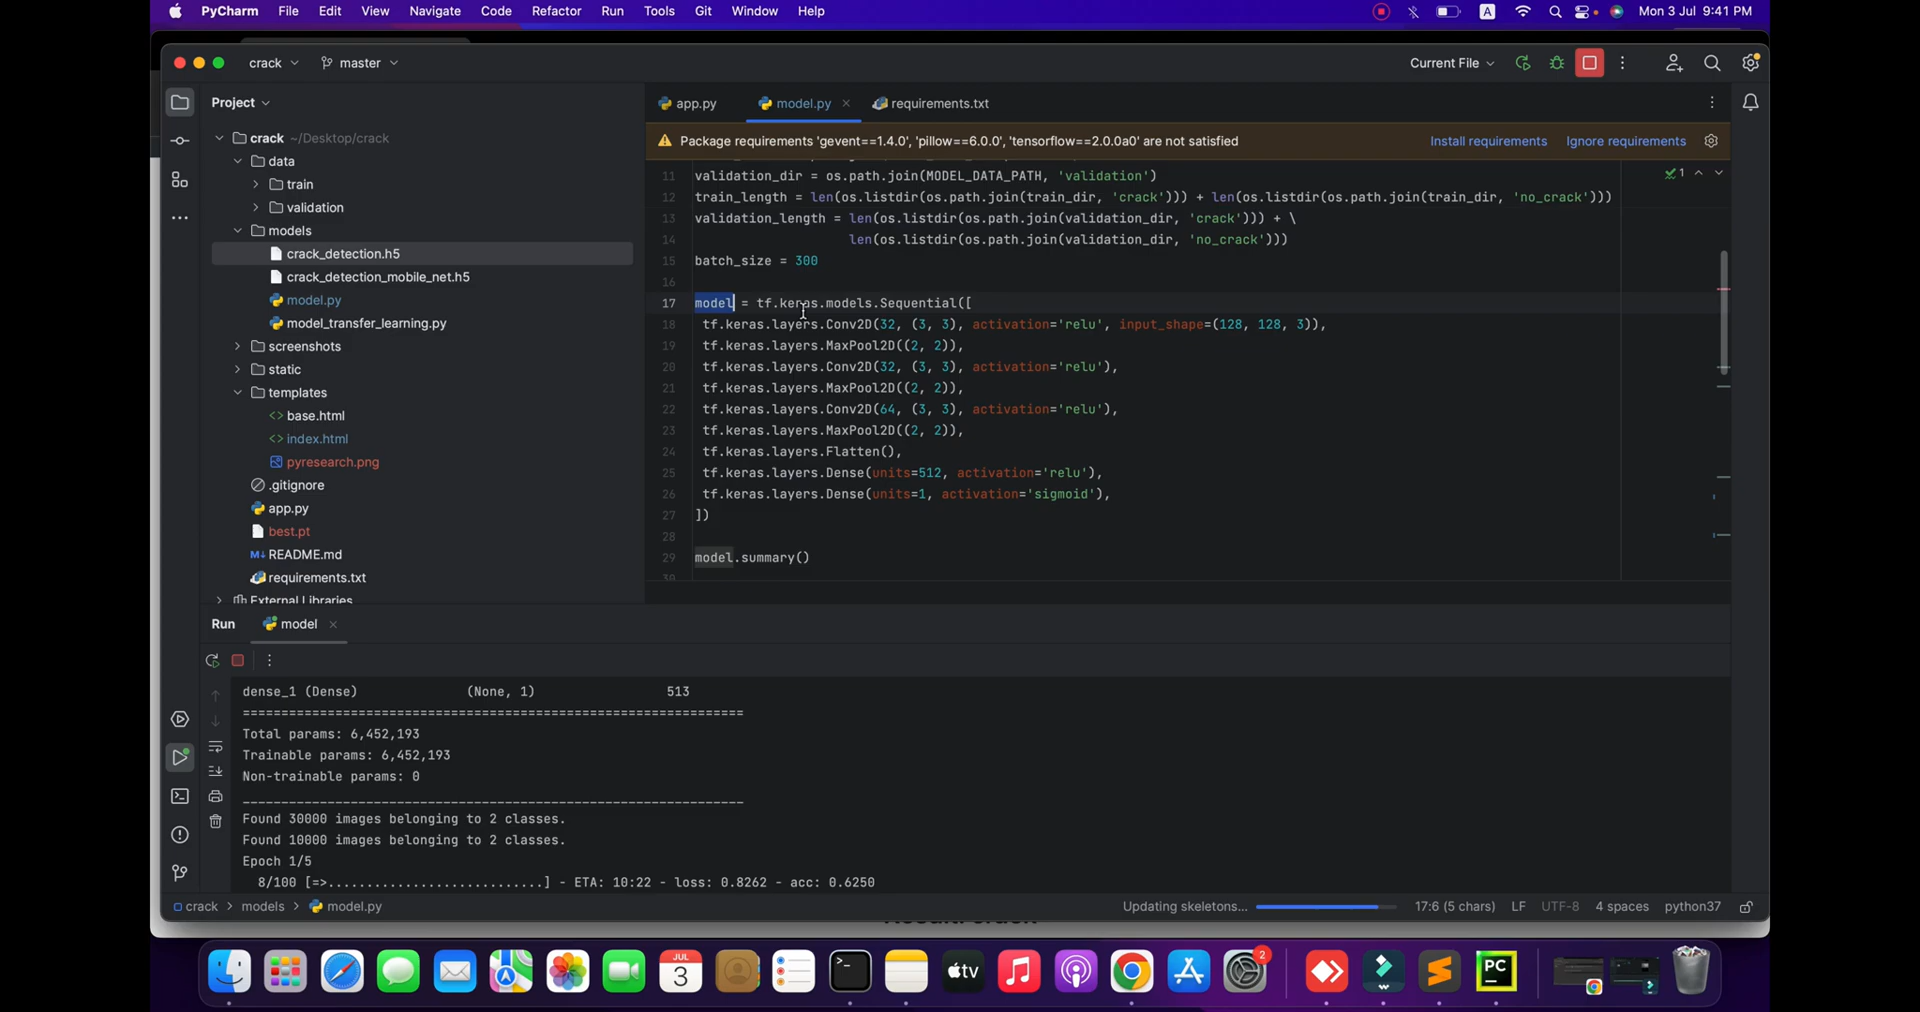 PyCharm File Edit View Navigate Code Refactor Run Tools Git Window Help A Mon 3 Jul 9:41 PM
crack master Current File
Project app.py model.py requirements.txt
crack ~/Desktop/crack
data
train
validation
models
crack_detection.h5
crack_detection_mobile_net.h5
model.py
model_transfer_learning.py
screenshots
static
templates
base.html
index.html
pyresearch.png
.gitignore
app.py
best.pt
README.md
requirements.txt
External Libraries
Package requirements 'gevent==1.4.0', 'pillow==6.0.0', 'tensorflow==2.0.0a0' are not satisfied Install requirements Ignore requirements
1
11 validation_dir = os.path.join(MODEL_DATA_PATH, 'validation')
12 train_length = len(os.listdir(os.path.join(train_dir, 'crack'))) + len(os.listdir(os.path.join(train_dir, 'no_crack')))
13 validation_length = len(os.listdir(os.path.join(validation_dir, 'crack'))) + \
14 len(os.listdir(os.path.join(validation_dir, 'no_crack')))
15 batch_size = 300
16
17 model = tf.keras.models.Sequential([
18 tf.keras.layers.Conv2D(32, (3, 3), activation='relu', input_shape=(128, 128, 3)),
19 tf.keras.layers.MaxPool2D((2, 2)),
20 tf.keras.layers.Conv2D(32, (3, 3), activation='relu'),
21 tf.keras.layers.MaxPool2D((2, 2)),
22 tf.keras.layers.Conv2D(64, (3, 3), activation='relu'),
23 tf.keras.layers.MaxPool2D((2, 2)),
24 tf.keras.layers.Flatten(),
25 tf.keras.layers.Dense(units=512, activation='relu'),
26 tf.keras.layers.Dense(units=1, activation='sigmoid'),
27 ])
28
29 model.summary()
30
Run model
dense_1 (Dense) (None, 1) 513
=================================================================
Total params: 6,452,193
Trainable params: 6,452,193
Non-trainable params: 0
_________________________________________________________________
Found 30000 images belonging to 2 classes.
Found 10000 images belonging to 2 classes.
Epoch 1/5
8/100 [=>............................] - ETA: 10:22 - loss: 0.8262 - acc: 0.6250
crack > models > model.py Updating skeletons... 17:6 (5 chars) LF UTF-8 4 spaces python37
JUL
3
tv
2
PC